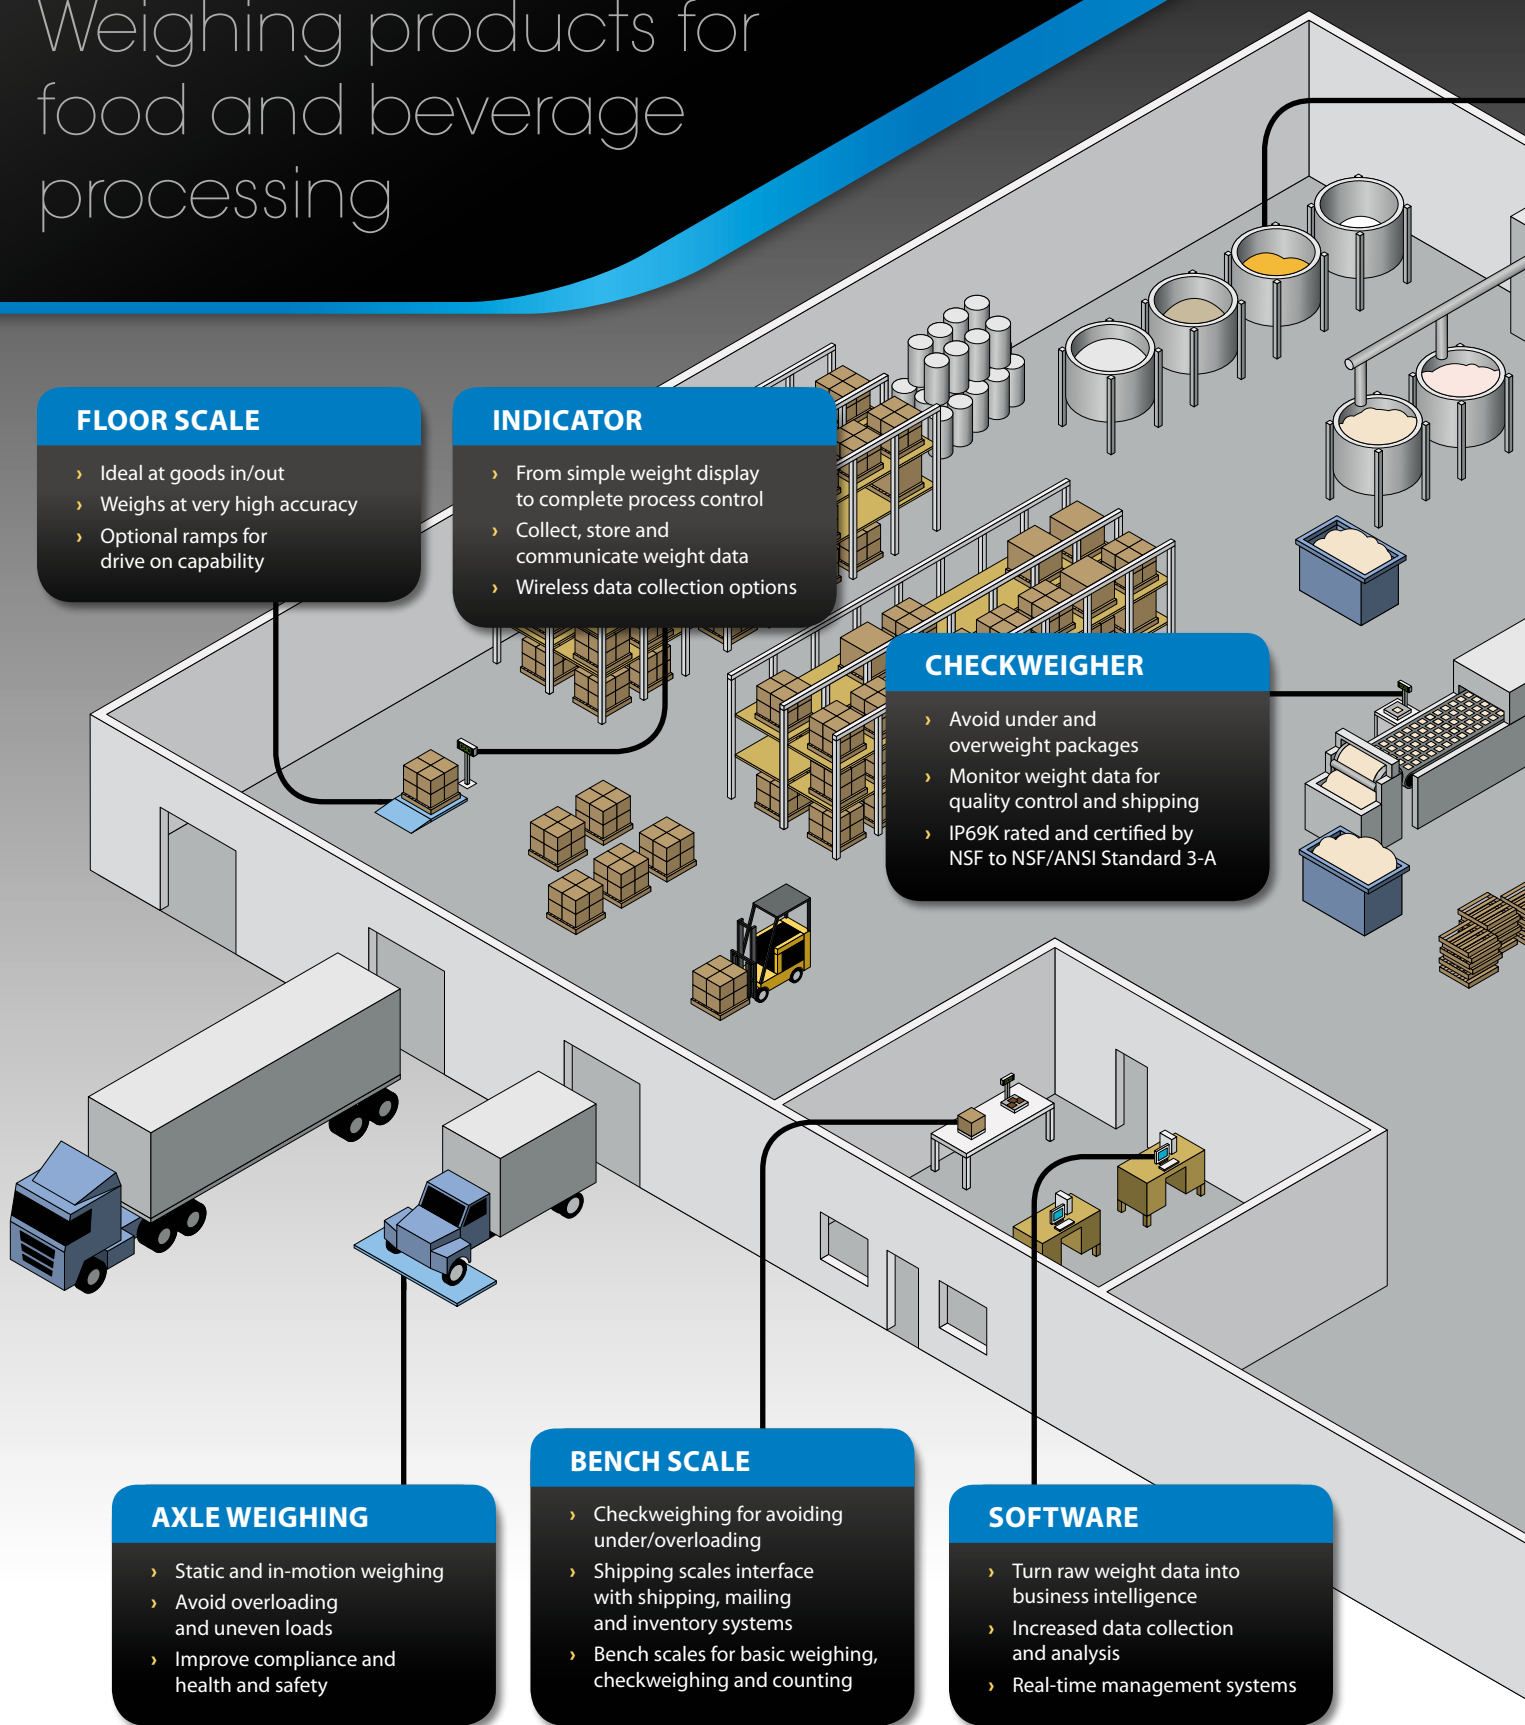 Weighing products for
food and beverage
processing
FLOOR SCALE
› Ideal at goods in/out
› Weighs at very high accuracy
› Optional ramps for
drive on capability
INDICATOR
› From simple weight display
to complete process control
› Collect, store and
communicate weight data
› Wireless data collection options
CHECKWEIGHER
› Avoid under and
overweight packages
› Monitor weight data for
quality control and shipping
› IP69K rated and certified by
NSF to NSF/ANSI Standard 3-A
AXLE WEIGHING
› Static and in-motion weighing
› Avoid overloading
and uneven loads
› Improve compliance and
health and safety
BENCH SCALE
› Checkweighing for avoiding
under/overloading
› Shipping scales interface
with shipping, mailing
and inventory systems
› Bench scales for basic weighing,
checkweighing and counting
SOFTWARE
› Turn raw weight data into
business intelligence
› Increased data collection
and analysis
› Real-time management systems